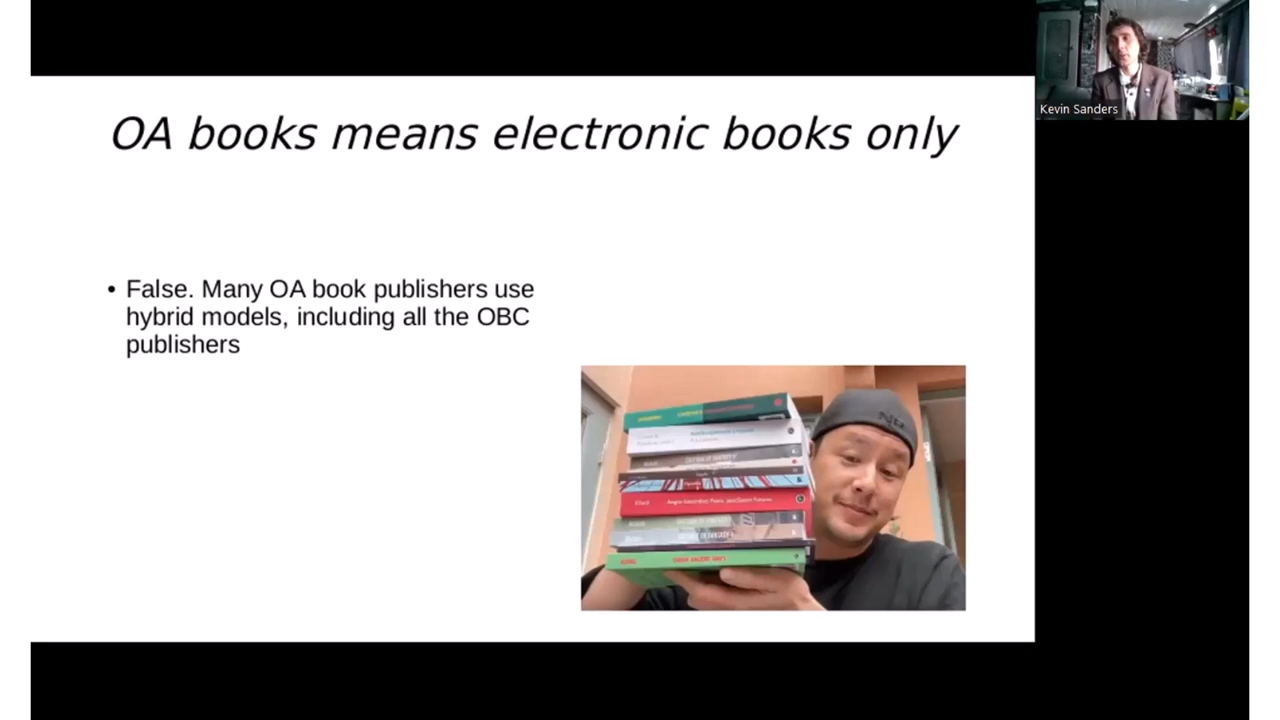 OA books means electronic books only
• False. Many OA book publishers use
hybrid models, including all the OBC
publishers
Kevin Sanders